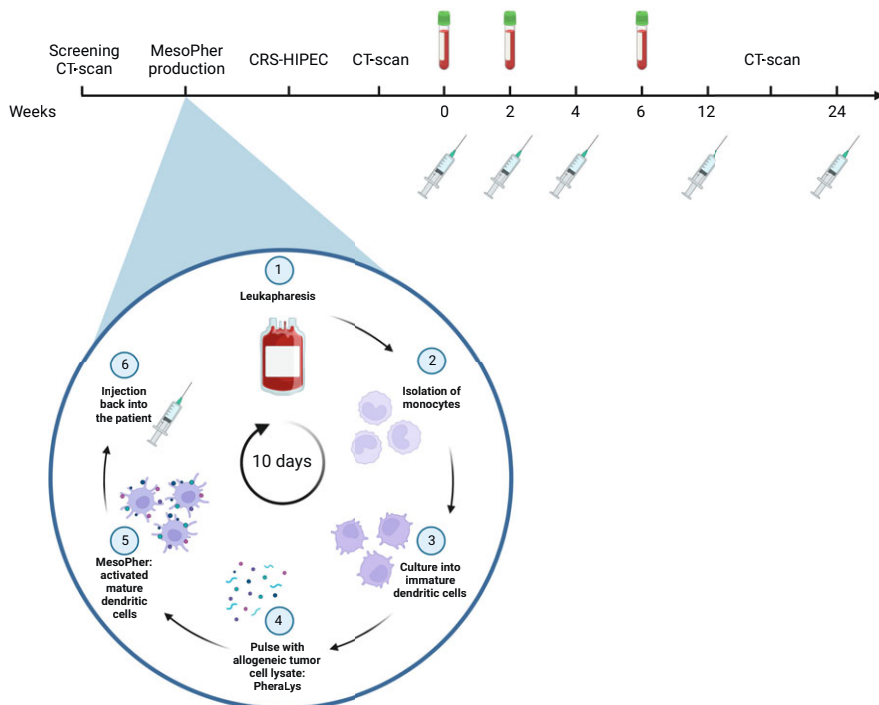 Screening
CT-scan
MesoPher
production
CRS-HIPEC
CT-scan
CT-scan
Weeks
0
2
4
6
12
24
1
Leukapharesis
2
Isolation of
monocytes
3
Culture into
immature
dendritic cells
4
Pulse with
allogeneic tumor
cell lysate:
PheraLys
5
MesoPher:
activated
mature
dendritic
cells
6
Injection
back into
the patient
10 days